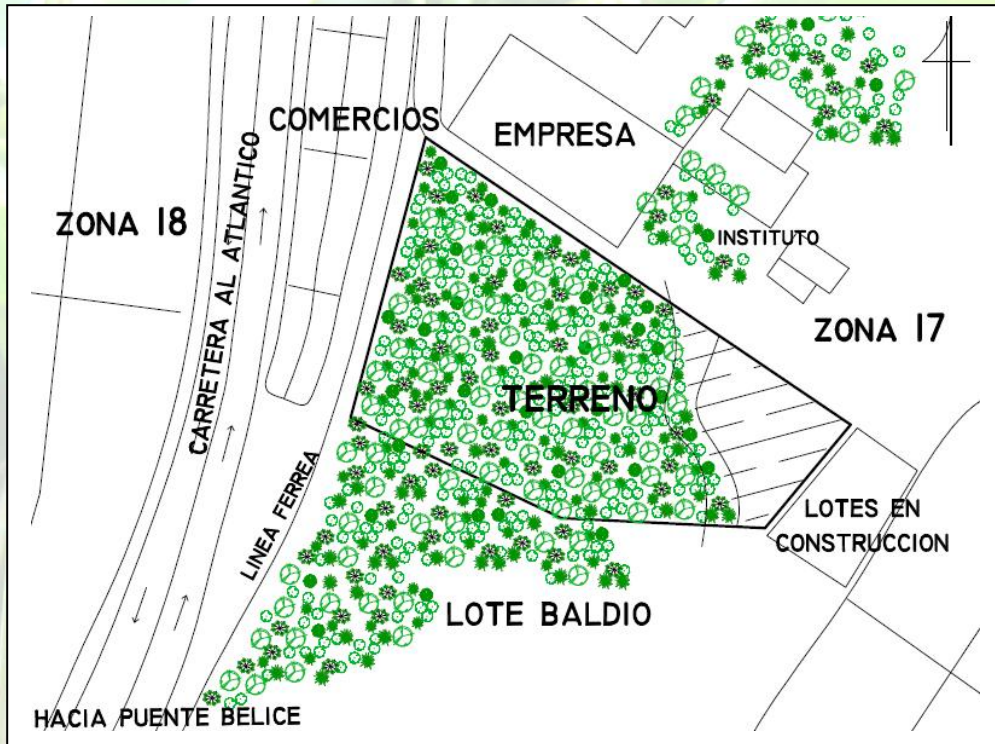 COMERCIOS
EMPRESA
ZONA 18
CARRETERA AL ATLANTICO
INSTITUTO
ZONA 17
TERRENO
LINEA FERREA
LOTES EN
CONSTRUCCION
LOTE BALDIO
HACIA PUENTE BELICE